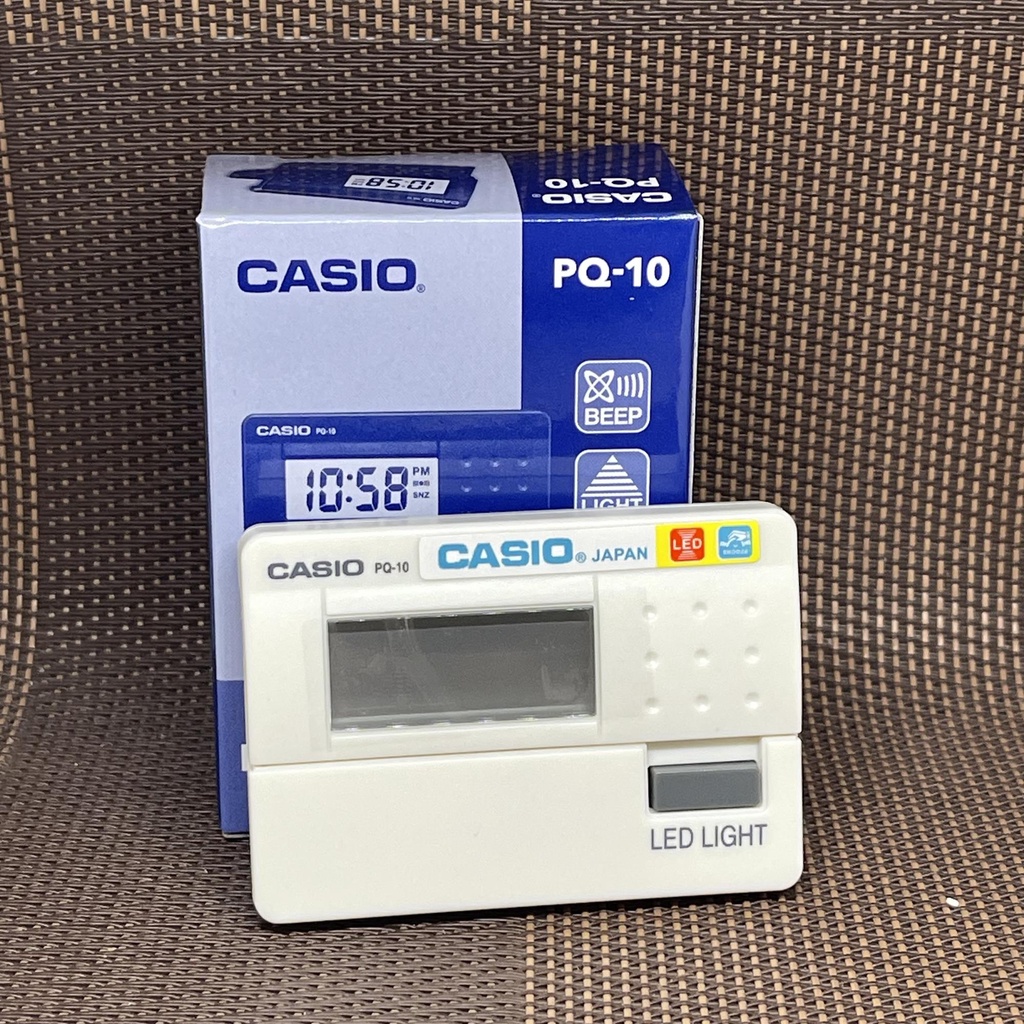 10:58
CASIO®
PQ-10
CASIO®
PQ-10
BEEP
LIGHT
CASIO PQ-10
10:58
PM
SNZ
CASIO PQ-10
CASIO® JAPAN
LED
LED LIGHT